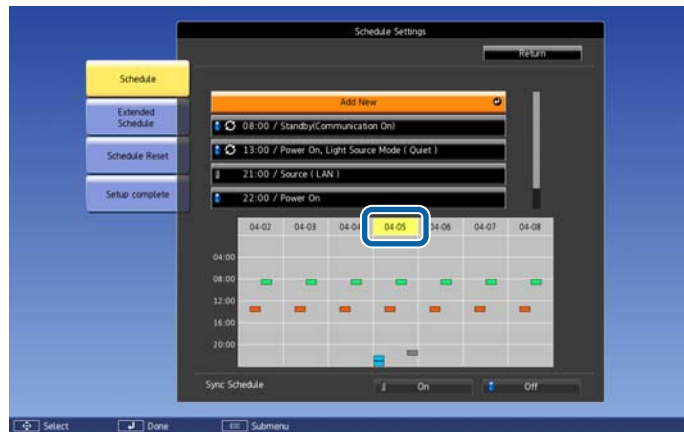 Schedule Settings
Return
Schedule
Extended
Schedule
Schedule Reset
Setup complete
Add New
08:00 / Standby(Communication On)
13:00 / Power On, Light Source Mode ( Quiet )
21:00 / Source ( LAN )
22:00 / Power On
04-02 04-03 04-04 04-05 04-06 04-07 04-08
04:00
08:00
12:00
16:00
20:00
Sync Schedule On Off
Select Done Esc Submenu